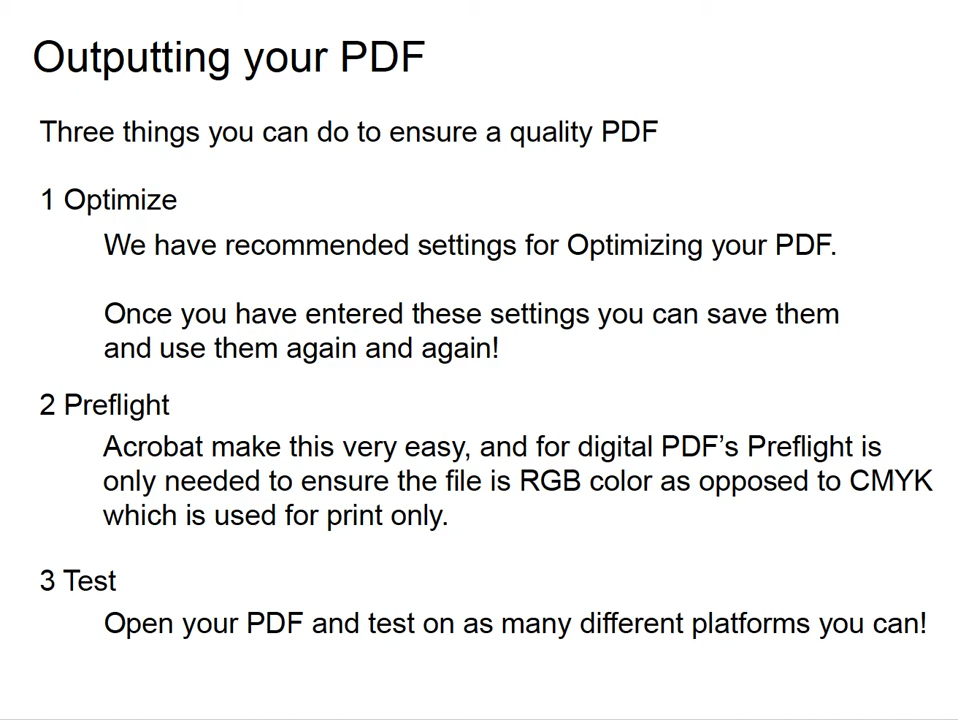 Outputting your PDF
Three things you can do to ensure a quality PDF
1 Optimize
We have recommended settings for Optimizing your PDF.
Once you have entered these settings you can save them
and use them again and again!
2 Preflight
Acrobat make this very easy, and for digital PDF’s Preflight is
only needed to ensure the file is RGB color as opposed to CMYK
which is used for print only.
3 Test
Open your PDF and test on as many different platforms you can!